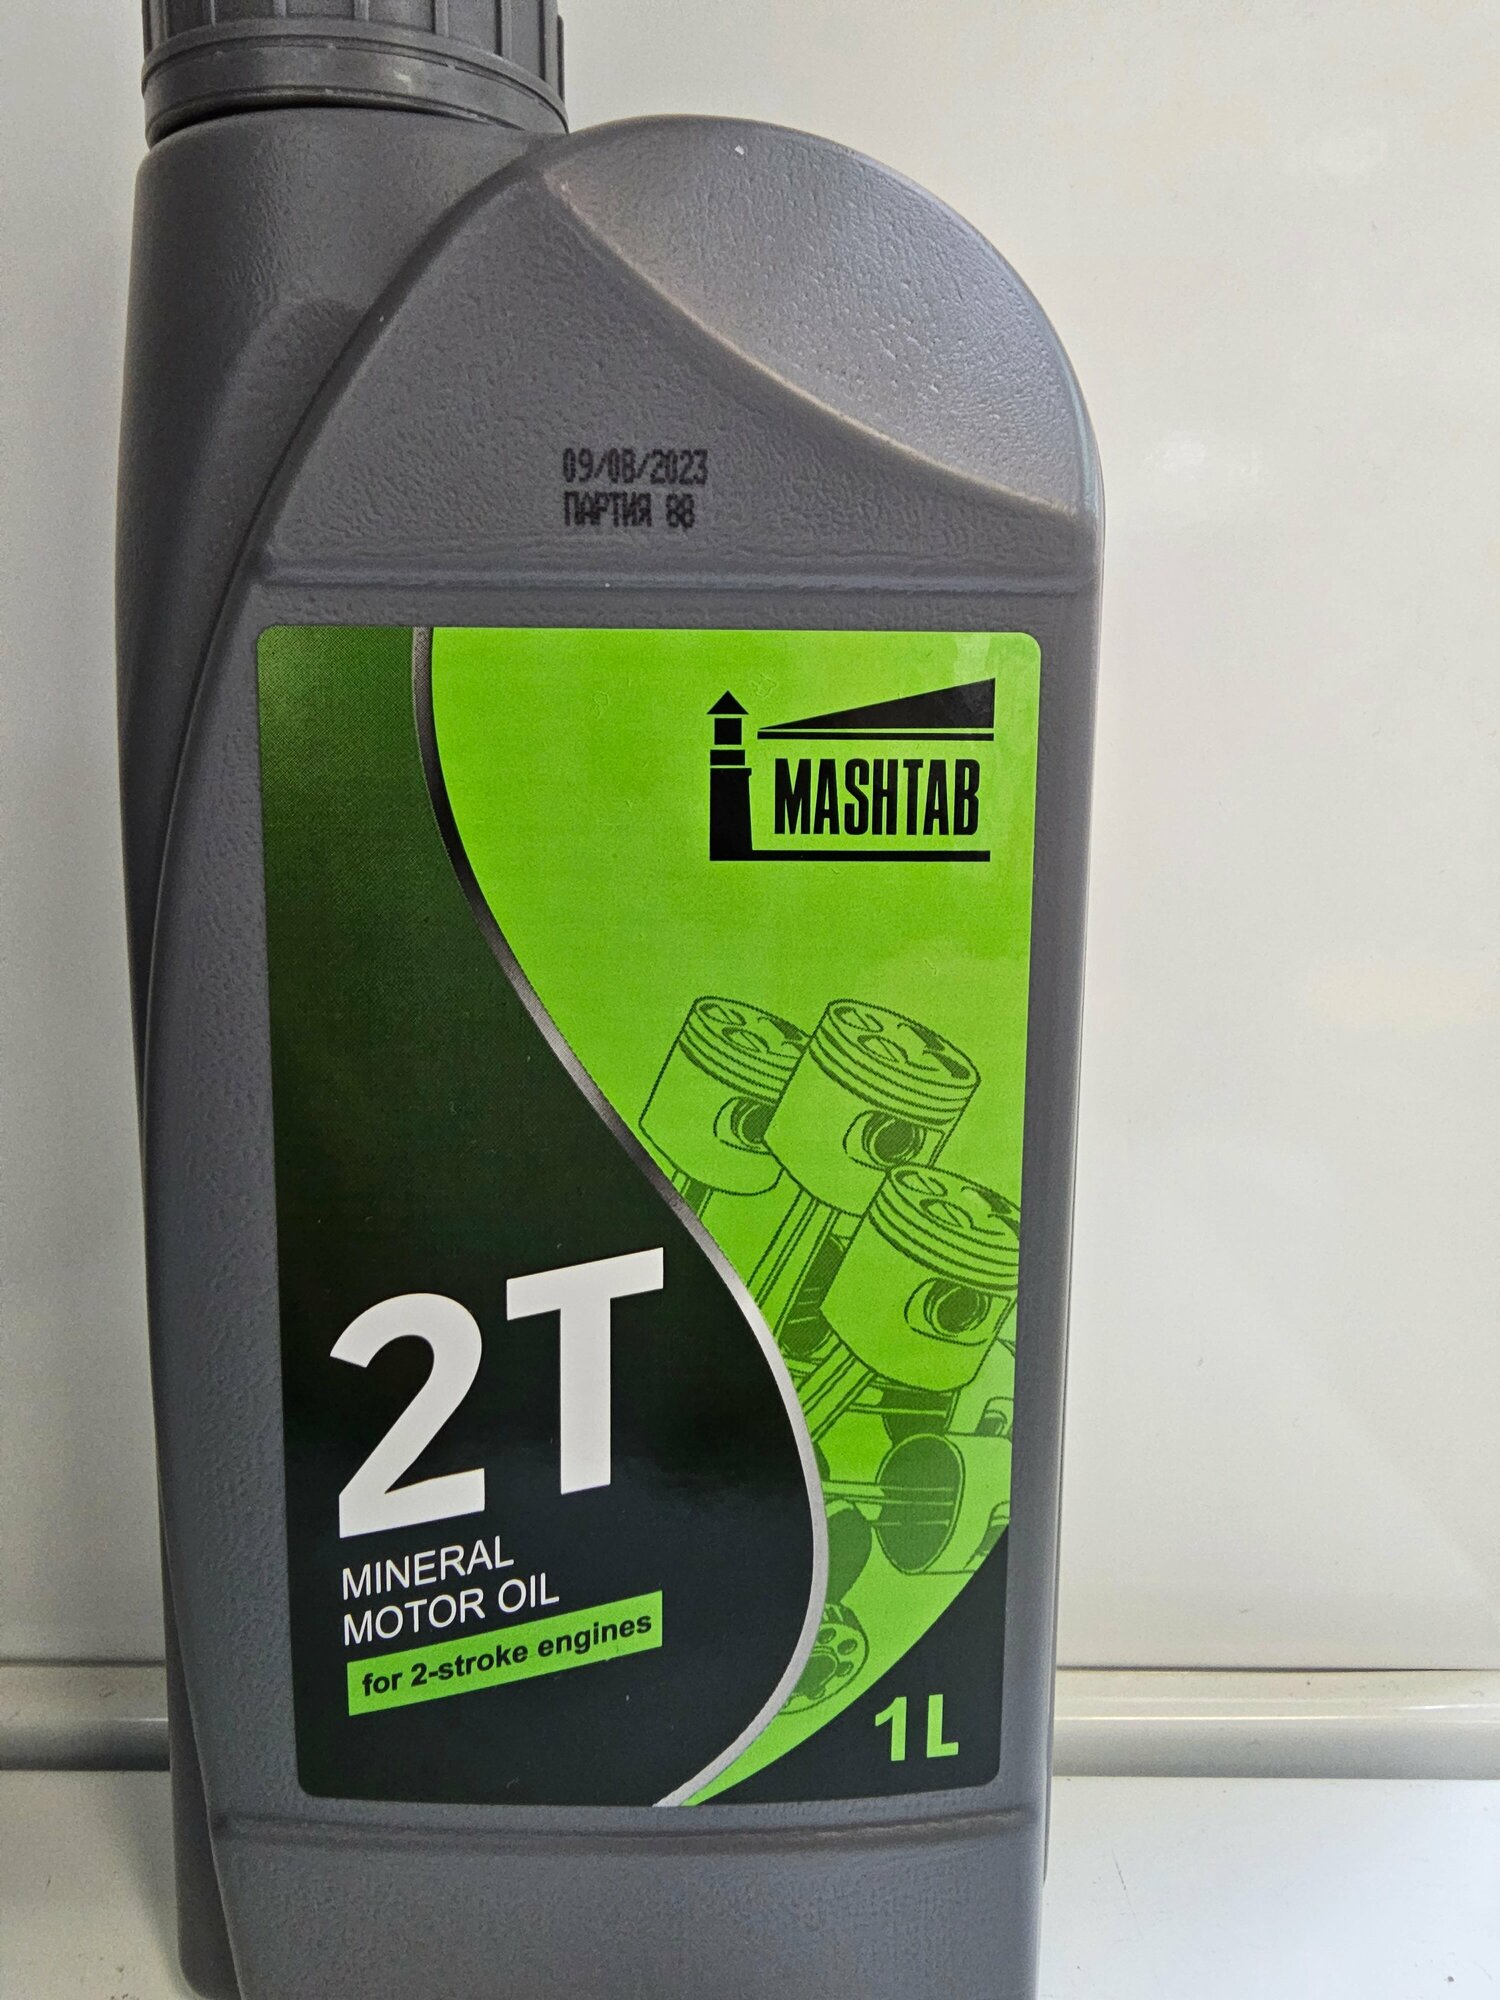 09/08/2023
ПАРТИЯ 88
MASHTAB
2T
MINERAL
MOTOR OIL
for 2-stroke engines
1L